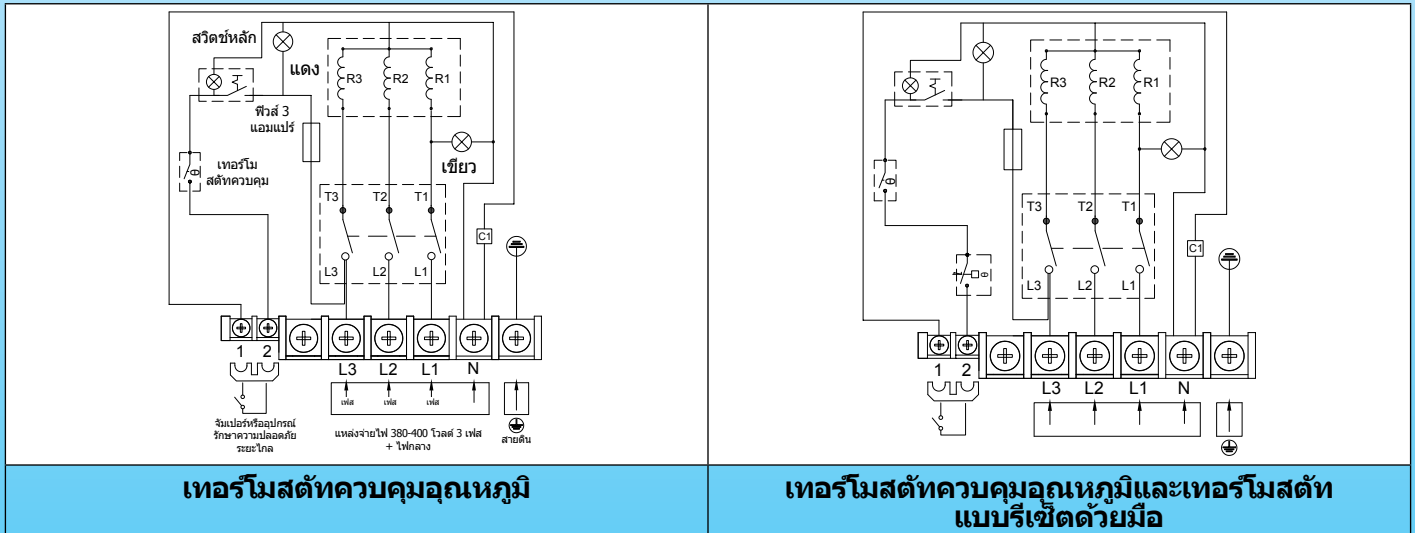 สวิตช์หลัก
แดง
R3 R2 R1
ฟิวส์ 3
แอมแปร์
เขียว
เทอร์โม
สตัทควบคุม
θ
T3 T2 T1
C1
L3 L2 L1
1 2
L3 L2 L1 N
เฟส เฟส เฟส
จัมเปอร์หรืออุปกรณ์
รักษาความปลอดภัย
ระยะไกล
แหล่งจ่ายไฟ 380-400 โวลต์ 3 เฟส
+ ไฟกลาง
สายดิน
เทอร์โมสตัทควบคุมอุณหภูมิ
R3 R2 R1
θ
T3 T2 T1
C1
θ
L3 L2 L1
1 2
L3 L2 L1 N
เทอร์โมสตัทควบคุมอุณหภูมิและเทอร์โมสตัท
แบบรีเซ็ตด้วยมือ